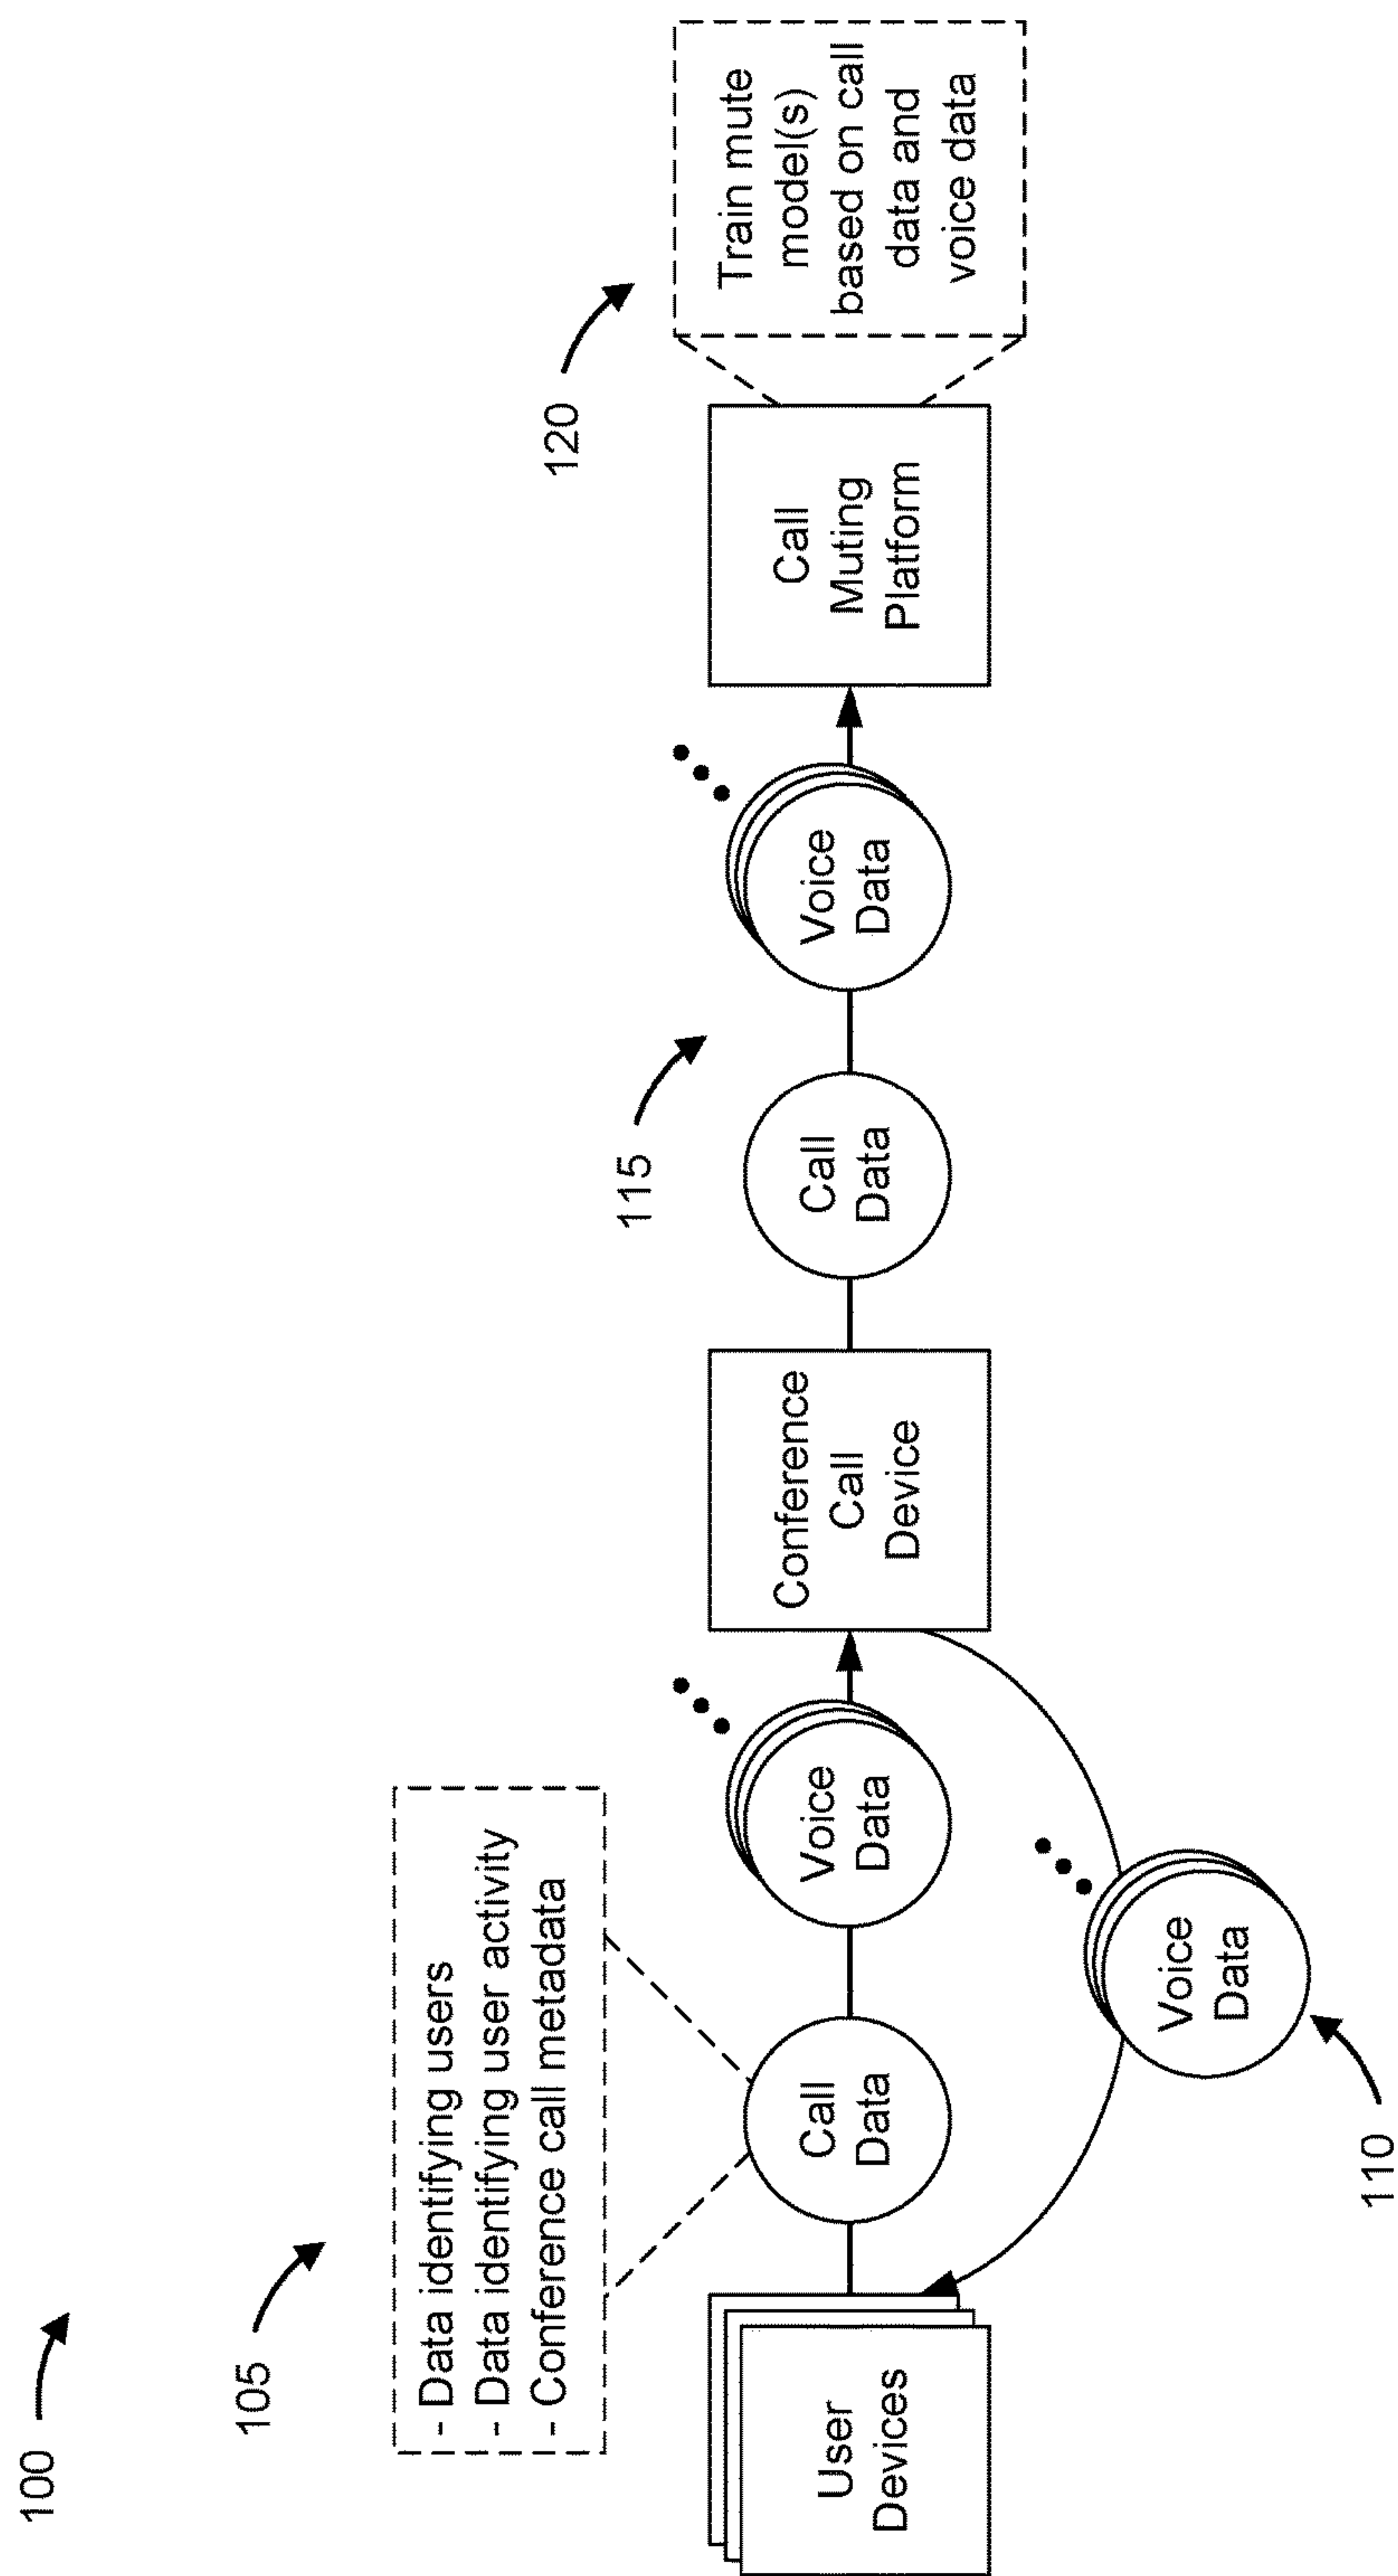 100
105
- Data identifying users
- Data identifying user activity
- Conference call metadata
120
Train mute
model(s)
based on call
data and
voice data
115
User
Devices
Call
Data
Voice
Data
Conference
Call
Device
Call
Data
Voice
Data
Call
Muting
Platform
Voice
Data
110